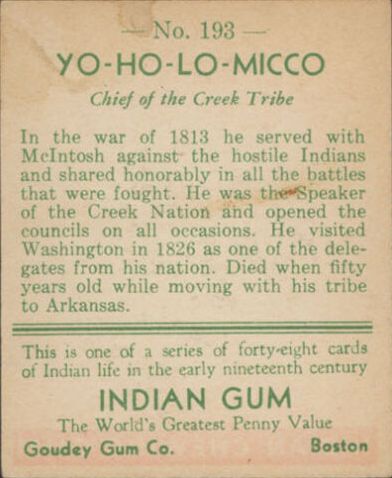 — No. 193 —
YO-HO-LO-MICCO
Chief of the Creek Tribe
In the war of 1813 he served with
McIntosh against the hostile Indians
and shared honorably in all the battles
that were fought. He was the Speaker
of the Creek Nation and opened the
councils on all occasions. He visited
Washington in 1826 as one of the dele-
gates from his nation. Died when fifty
years old while moving with his tribe
to Arkansas.
This is one of a series of forty-eight cards
of Indian life in the early nineteenth century
INDIAN GUM
The World's Greatest Penny Value
Goudey Gum Co. Boston